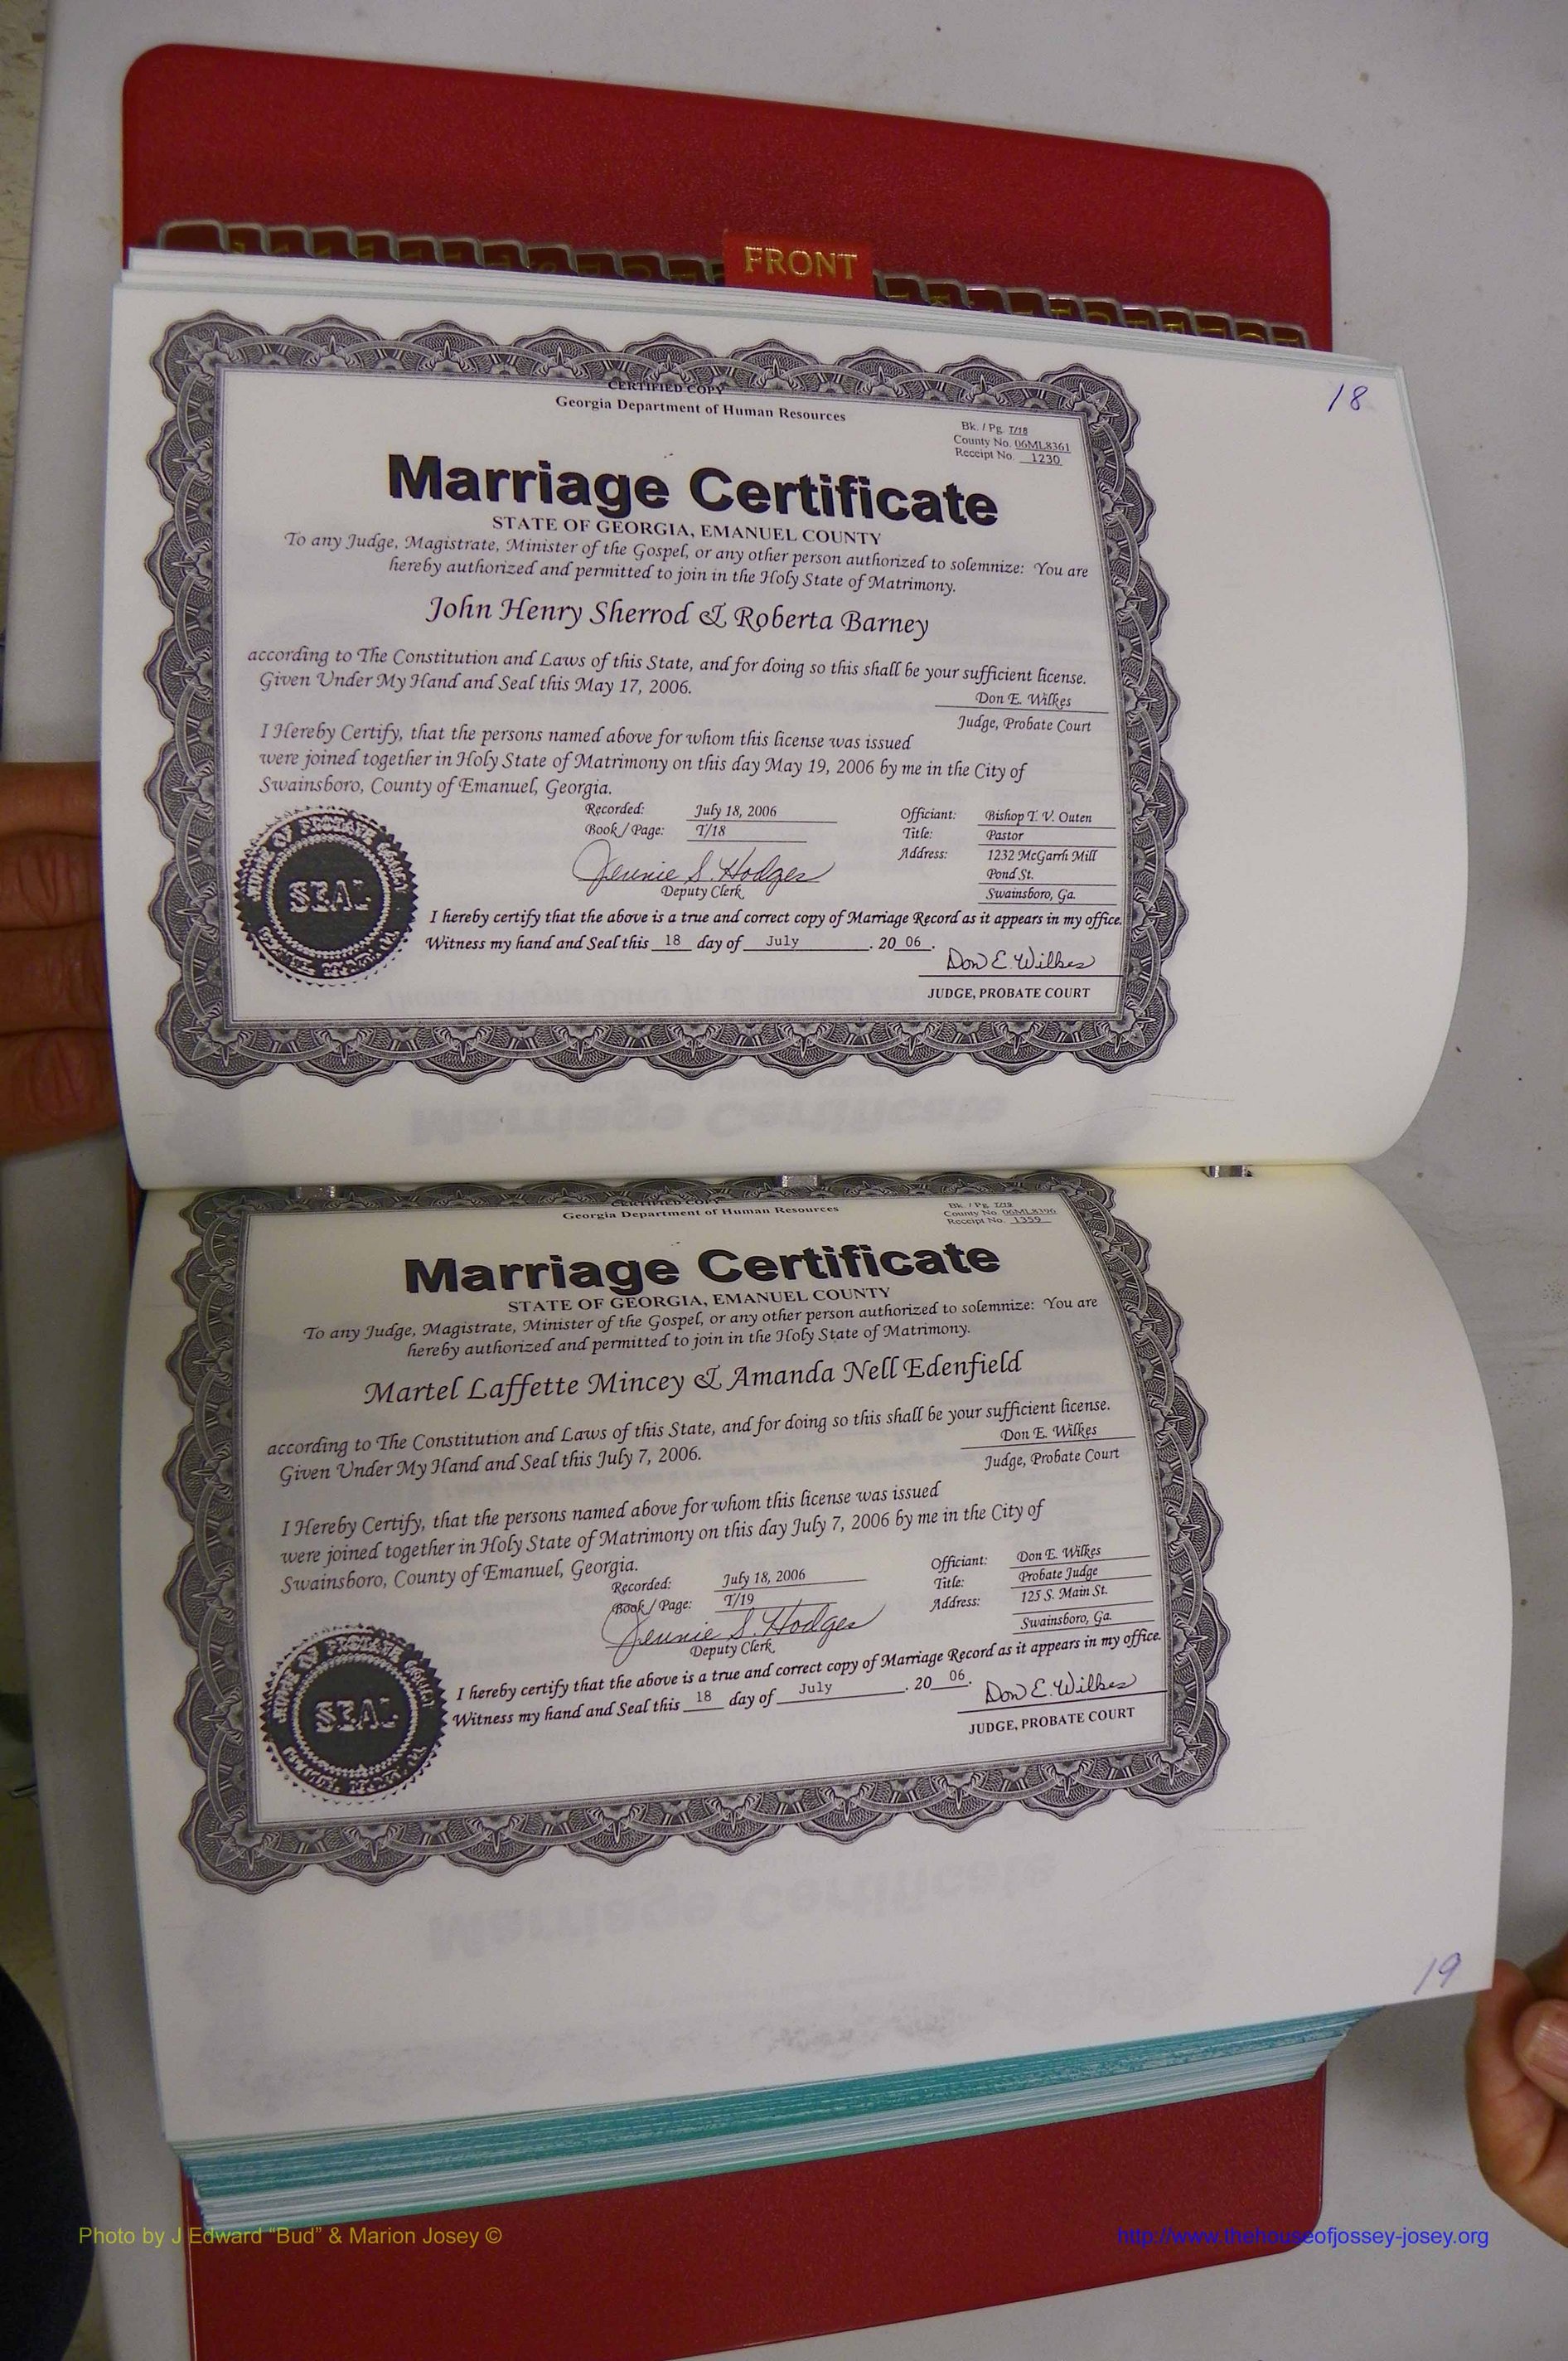 FRONT
18
CERTIFIED COPY
Georgia Department of Human Resources
Bk. / Pg. T/18
County No. 06ML8361
Receipt No. 1230
Marriage Certificate
STATE OF GEORGIA, EMANUEL COUNTY
To any Judge, Magistrate, Minister of the Gospel, or any other person authorized to solemnize: You are
hereby authorized and permitted to join in the Holy State of Matrimony.
John Henry Sherrod & Roberta Barney
according to The Constitution and Laws of this State, and for doing so this shall be your sufficient license.
Given Under My Hand and Seal this May 17, 2006.
Don E. Wilkes
Judge, Probate Court
I Hereby Certify, that the persons named above for whom this license was issued
were joined together in Holy State of Matrimony on this day May 19, 2006 by me in the City of
Swainsboro, County of Emanuel, Georgia.
Recorded: July 18, 2006
Book / Page: T/18
Officiant: Bishop T. V. Outen
Title: Pastor
Address: 1232 McGarrh Mill
Pond St.
Swainsboro, Ga.
Jennie S. Hodges
Deputy Clerk
SEAL
I hereby certify that the above is a true and correct copy of Marriage Record as it appears in my office.
Witness my hand and Seal this 18 day of July . 20 06 .
Don E. Wilkes
JUDGE, PROBATE COURT
CERTIFIED COPY
Georgia Department of Human Resources
Bk. / Pg. T/19
County No. 06ML8396
Receipt No. 1359
Marriage Certificate
STATE OF GEORGIA, EMANUEL COUNTY
To any Judge, Magistrate, Minister of the Gospel, or any other person authorized to solemnize: You are
hereby authorized and permitted to join in the Holy State of Matrimony.
Martel Laffette Mincey & Amanda Nell Edenfield
according to The Constitution and Laws of this State, and for doing so this shall be your sufficient license.
Given Under My Hand and Seal this July 7, 2006.
Don E. Wilkes
Judge, Probate Court
I Hereby Certify, that the persons named above for whom this license was issued
were joined together in Holy State of Matrimony on this day July 7, 2006 by me in the City of
Swainsboro, County of Emanuel, Georgia.
Recorded: July 18, 2006
Book / Page: T/19
Officiant: Don E. Wilkes
Title: Probate Judge
Address: 125 S. Main St.
Swainsboro, Ga.
Jennie S. Hodges
Deputy Clerk
SEAL
I hereby certify that the above is a true and correct copy of Marriage Record as it appears in my office.
Witness my hand and Seal this 18 day of July . 20 06.
Don E. Wilkes
JUDGE, PROBATE COURT
19
Photo by J Edward “Bud” & Marion Josey ©
http://www.thehouseofjossey-josey.org